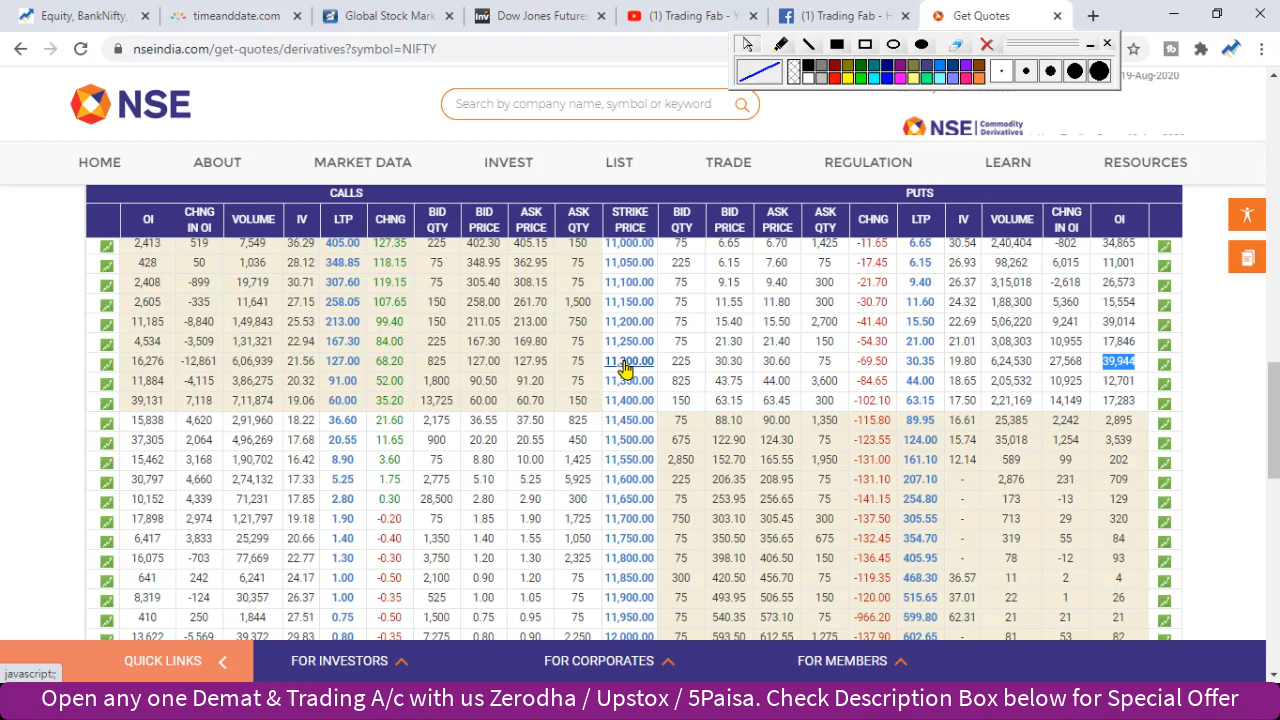 Equity, BankNifty, timeanddate.com Global Stock Mark Dow Jones Future (1) Trading Fab - Y (1) Trading Fab - H Get Quotes
nseindia.com/get-quotes/derivatives?symbol=NIFTY
19-Aug-2020
NSE
Search by company name, symbol or keyword
NSE Commodity Derivatives
HOME ABOUT MARKET DATA INVEST LIST TRADE REGULATION LEARN RESOURCES
CALLS PUTS
OI CHNG IN OI VOLUME IV LTP CHNG BID QTY BID PRICE ASK PRICE ASK QTY STRIKE PRICE BID QTY BID PRICE ASK PRICE ASK QTY CHNG LTP IV VOLUME CHNG IN OI OI
2,413 519 7,549 36.29 405.00 127.35 225 402.30 405.15 150 11,000.00 75 6.65 6.70 1,425 -11.65 6.65 30.54 2,40,404 -802 34,865
428 50 1,036 28.12 348.85 118.15 75 348.95 362.95 75 11,050.00 225 6.15 7.60 75 -17.45 6.15 26.93 98,262 6,015 11,001
2,408 -899 19,719 30.71 307.60 119.15 75 305.40 308.15 75 11,100.00 75 9.15 9.40 300 -21.70 9.40 26.37 3,15,018 -2,618 26,573
2,605 -335 11,641 27.15 258.05 107.65 150 258.00 261.70 1,500 11,150.00 75 11.55 11.80 300 -30.70 11.60 24.32 1,88,300 5,360 15,554
11,185 -8,840 1,49,843 25.53 213.00 99.40 150 211.05 213.00 750 11,200.00 75 15.40 15.50 2,700 -41.40 15.50 22.69 5,06,220 9,241 39,014
4,534 -3,509 1,31,321 22.94 167.30 84.00 75 167.30 169.80 75 11,250.00 75 21.30 21.40 150 -54.30 21.00 21.01 3,08,303 10,955 17,846
16,276 -12,861 6,06,939 21.56 127.00 68.20 825 127.00 127.95 75 11,300.00 225 30.30 30.60 75 -69.50 30.35 19.80 6,24,530 27,568 39,944
11,884 -4,115 3,86,275 20.32 91.00 52.00 1,800 90.50 91.20 75 11,350.00 825 43.75 44.00 3,600 -84.65 44.00 18.65 2,05,532 10,925 12,701
39,131 7,118 7,11,874 19.06 60.00 35.20 13,725 60.00 60.70 150 11,400.00 150 63.15 63.45 300 -102.10 63.15 17.50 2,21,169 14,149 17,283
15,838 4,620 2,91,960 18.22 36.60 21.60 2,175 36.55 37.50 825 11,450.00 75 88.10 90.00 1,350 -115.80 89.95 16.61 25,385 2,242 2,895
37,305 2,064 4,96,269 17.68 20.55 11.65 900 20.20 20.55 450 11,500.00 675 122.90 124.30 75 -123.55 124.00 15.74 35,018 1,254 3,539
15,462 3,168 1,90,702 16.42 8.90 3.60 75 8.80 10.00 1,425 11,550.00 2,850 152.70 165.55 1,950 -131.00 161.10 12.14 589 99 202
30,797 4,660 2,74,132 17.33 5.25 1.75 2,775 5.10 5.25 5,925 11,600.00 225 206.35 208.95 75 -131.10 207.10 - 2,876 231 709
10,152 4,339 71,231 17.85 2.80 0.30 28,500 2.80 2.90 300 11,650.00 75 253.95 256.65 75 -141.15 254.80 - 173 -13 129
17,898 2,974 1,21,797 19.18 1.90 -0.20 75 1.85 1.90 1,725 11,700.00 750 303.10 305.45 300 -137.50 305.55 - 713 29 320
6,417 3,833 25,299 20.66 1.40 -0.40 1,350 1.40 1.55 1,050 11,750.00 75 350.50 356.65 675 -132.45 354.70 - 319 55 84
16,075 -703 77,669 22.77 1.30 -0.30 3,750 1.20 1.30 2,325 11,800.00 75 398.10 406.50 150 -136.45 405.95 - 78 -12 93
641 242 6,241 24.17 1.00 -0.50 2,100 0.90 1.20 75 11,850.00 300 420.50 456.70 75 -119.35 468.30 36.57 11 2 4
8,319 -124 30,357 26.37 1.00 -0.35 525 1.00 1.05 75 11,900.00 75 493.95 506.55 150 -120.00 515.65 37.01 22 1 26
410 250 1,844 27.51 0.75 -0.50 1,500 0.75 0.95 75 11,950.00 75 540.35 573.10 75 -966.20 599.80 62.31 21 21 21
13,622 -5,569 39,372 29.83 0.80 -0.35 7,275 0.80 0.90 2,250 12,000.00 75 593.50 612.55 1,275 -137.90 602.65 - 81 53 82
QUICK LINKS FOR INVESTORS FOR CORPORATES FOR MEMBERS
javascript:;
Open any one Demat & Trading A/c with us Zerodha / Upstox / 5Paisa. Check Description Box below for Special Offer